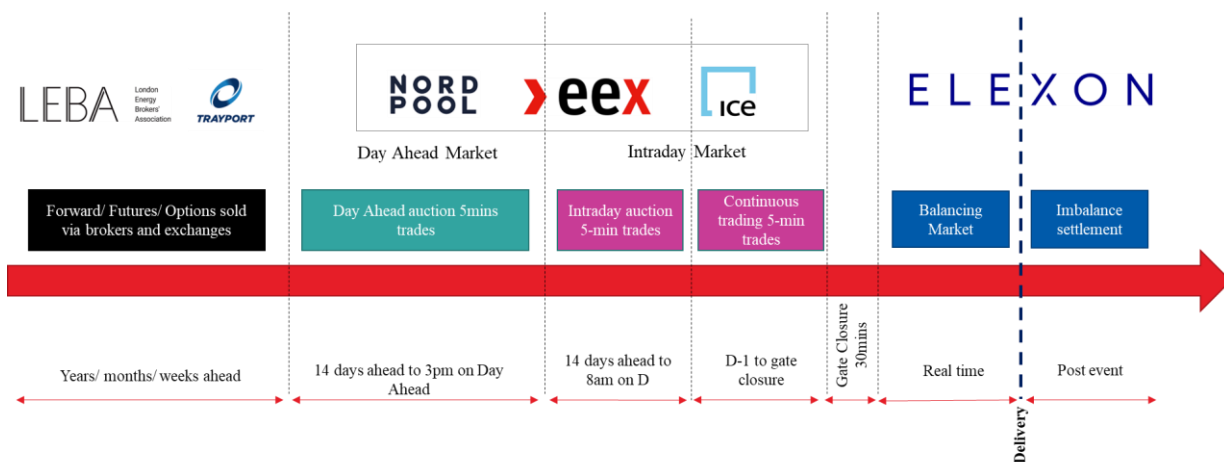 LEBA
London
Energy
Brokers'
Association
TRAYPORT
NORD
POOL
eex
ice
ELEXON
Day Ahead Market
Intraday Market
Forward/ Futures/ Options sold
via brokers and exchanges
Day Ahead auction 5mins
trades
Intraday auction
5-min trades
Continuous
trading 5-min
trades
Balancing
Market
Imbalance
settlement
Years/ months/ weeks ahead
14 days ahead to 3pm on Day
Ahead
14 days ahead to
8am on D
D-1 to gate
closure
Gate Closure
30mins
Real time
Delivery
Post event